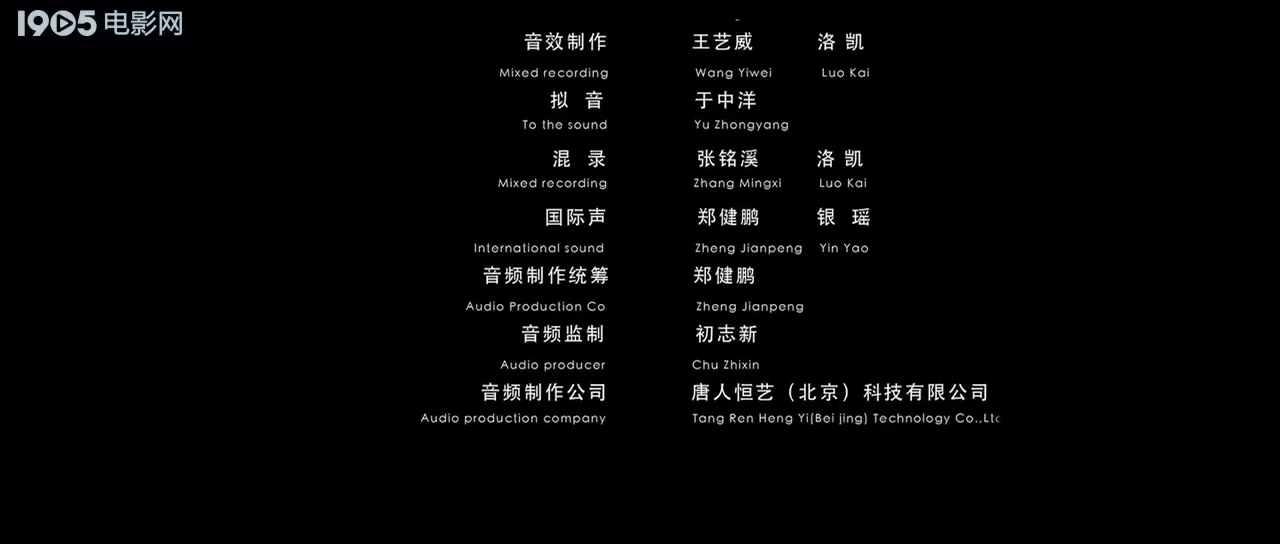 1905电影网
音效制作 王艺威 洛 凯
Mixed recording Wang Yiwei Luo Kai
拟 音 于中洋
To the sound Yu Zhongyang
混 录 张铭溪 洛 凯
Mixed recording Zhang Mingxi Luo Kai
国际声 郑健鹏 银 瑶
International sound Zheng Jianpeng Yin Yao
音频制作统筹 郑健鹏
Audio Production Co Zheng Jianpeng
音频监制 初志新
Audio producer Chu Zhixin
音频制作公司 唐人恒艺（北京）科技有限公司
Audio production company Tang Ren Heng Yi(Bei jing) Technology Co.,Ltd